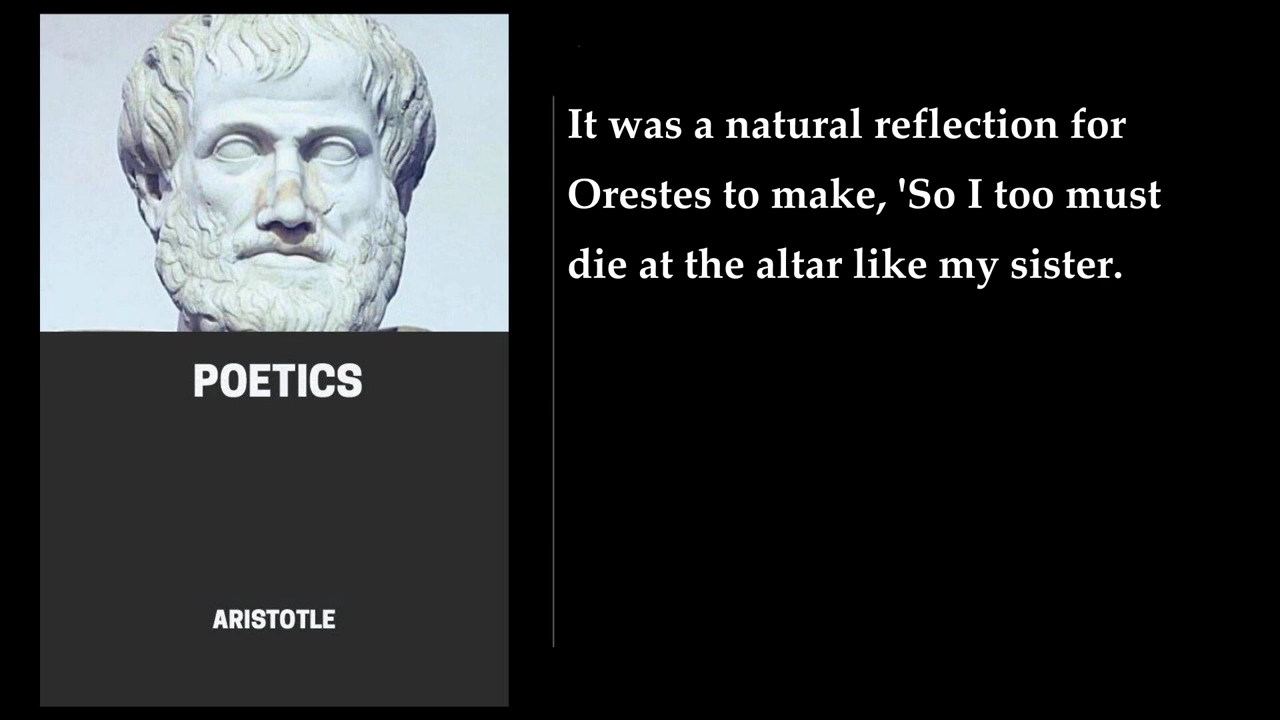 POETICS
ARISTOTLE
It was a natural reflection for
Orestes to make, 'So I too must
die at the altar like my sister.